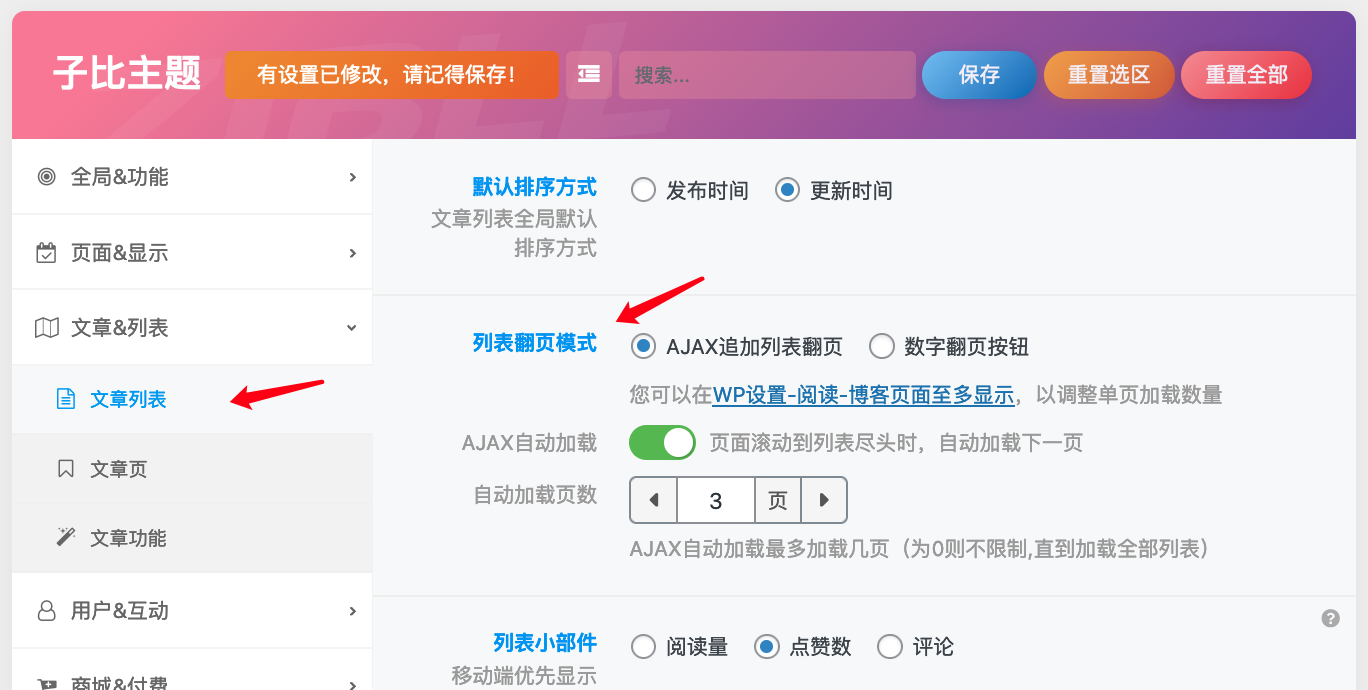 子比主题
有设置已修改，请记得保存！
搜索...
保存
重置选区
重置全部
ZIBLL
全局&功能
页面&显示
文章&列表
文章列表
文章页
文章功能
用户&互动
商城&付费
默认排序方式
文章列表全局默认
排序方式
发布时间
更新时间
列表翻页模式
AJAX追加列表翻页
数字翻页按钮
您可以在WP设置-阅读-博客页面至多显示，以调整单页加载数量
AJAX自动加载
页面滚动到列表尽头时，自动加载下一页
自动加载页数
3
页
AJAX自动加载最多加载几页（为0则不限制,直到加载全部列表）
列表小部件
移动端优先显示
阅读量
点赞数
评论
?